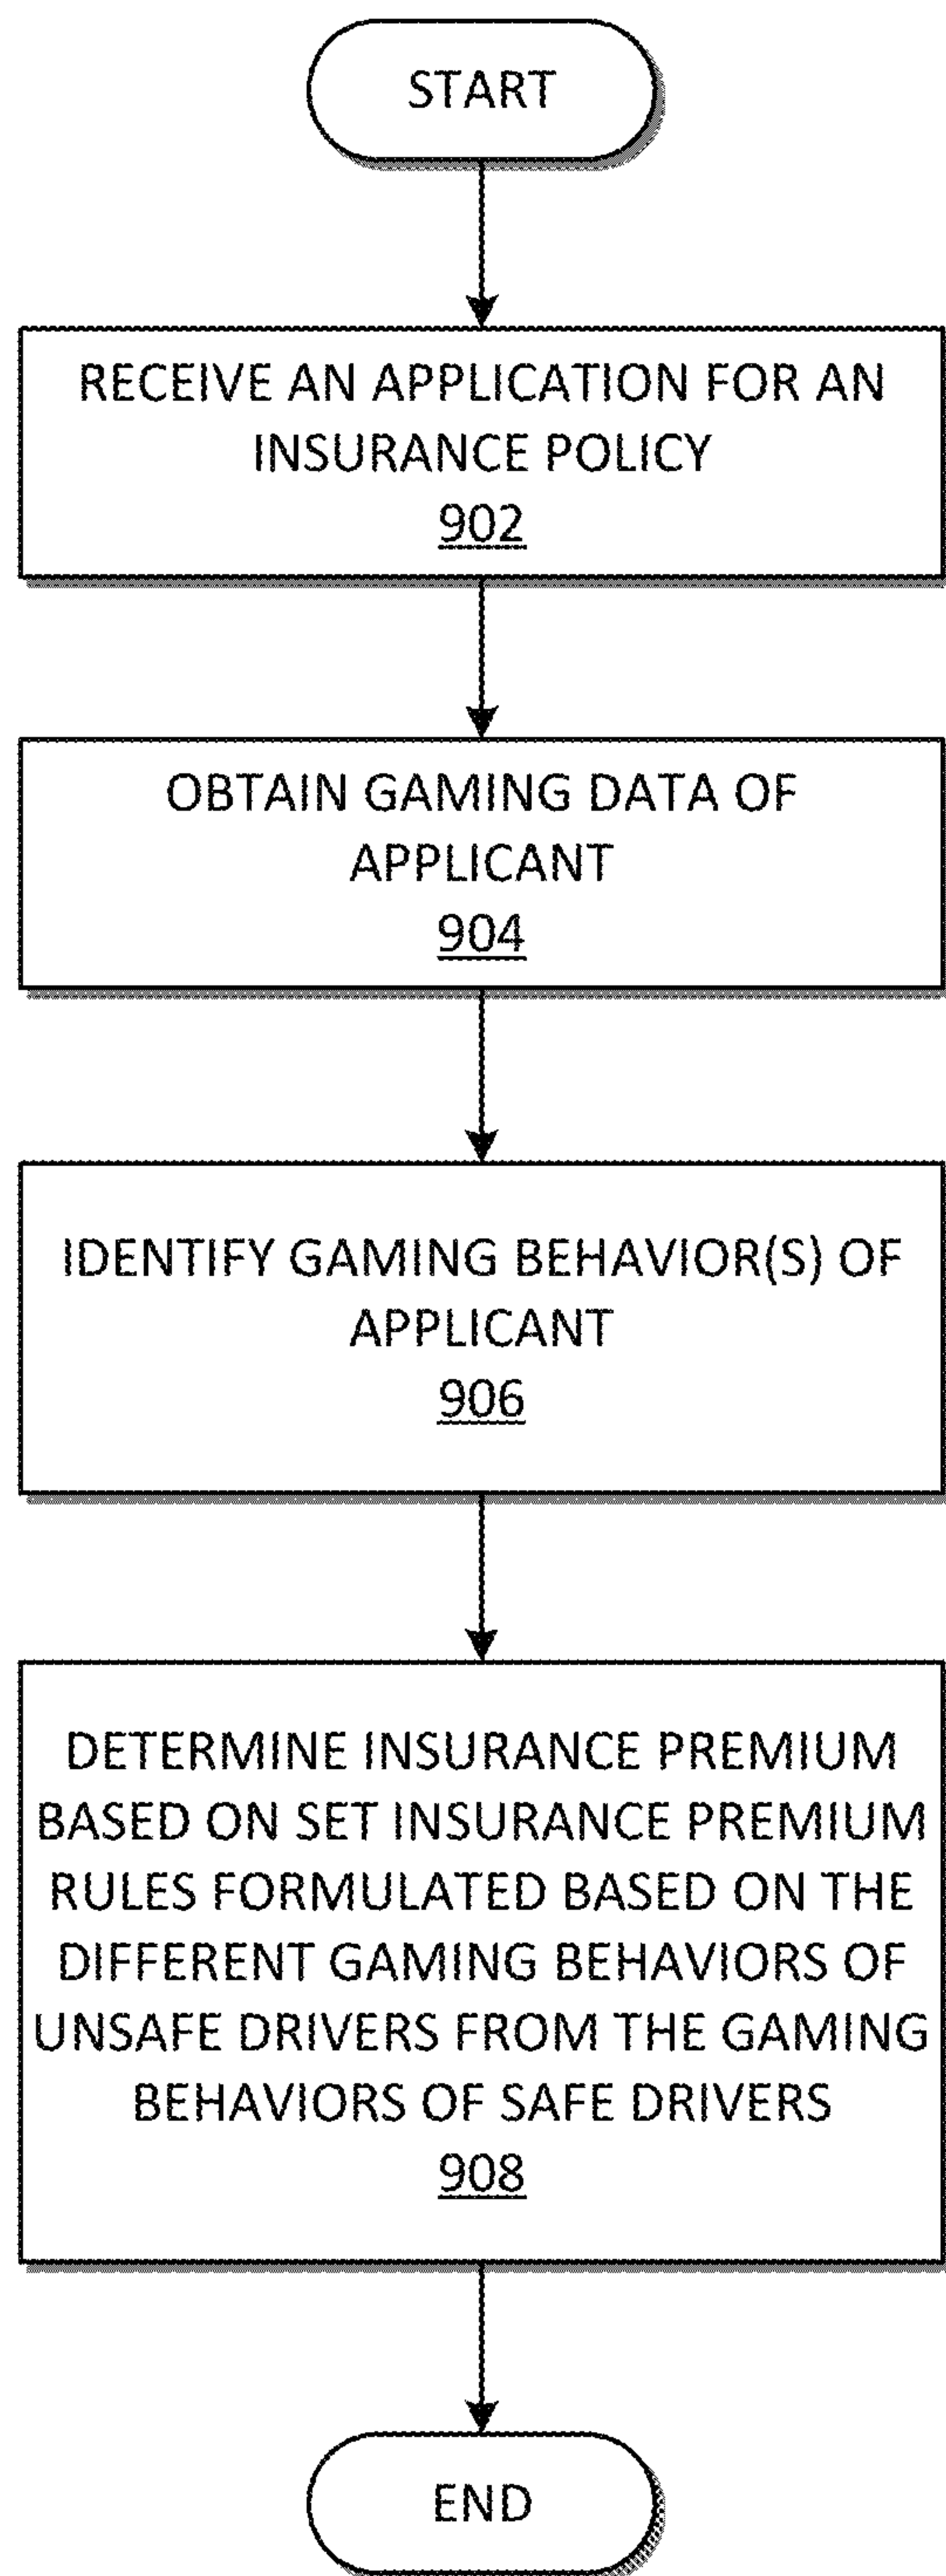 START
RECEIVE AN APPLICATION FOR AN
INSURANCE POLICY
902
OBTAIN GAMING DATA OF
APPLICANT
904
IDENTIFY GAMING BEHAVIOR(S) OF
APPLICANT
906
DETERMINE INSURANCE PREMIUM
BASED ON SET INSURANCE PREMIUM
RULES FORMULATED BASED ON THE
DIFFERENT GAMING BEHAVIORS OF
UNSAFE DRIVERS FROM THE GAMING
BEHAVIORS OF SAFE DRIVERS
908
END